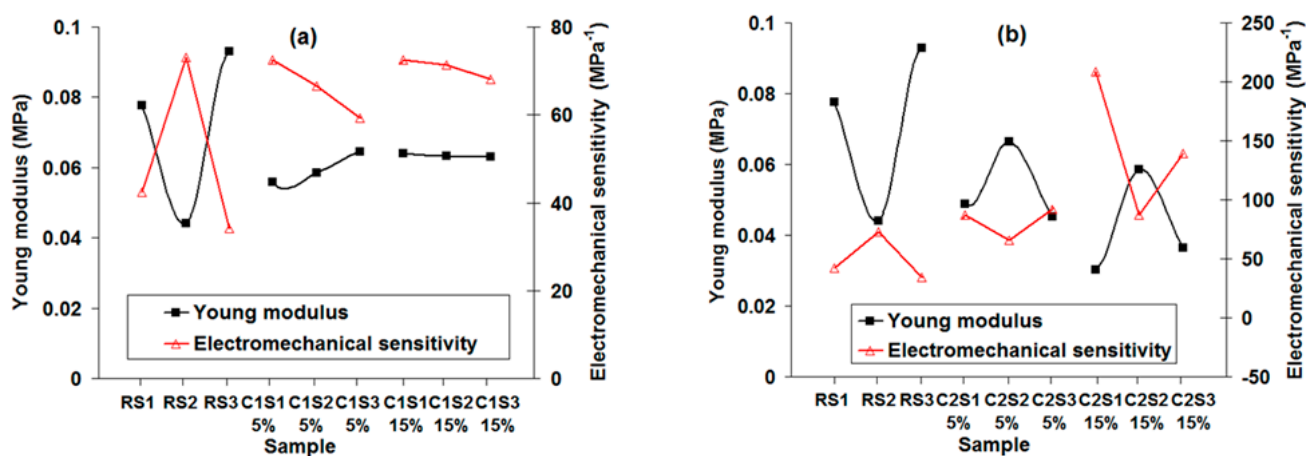 (a)
Young modulus (MPa)
0.1
0.08
0.06
0.04
0.02
0
Electromechanical sensitivity (MPa-1)
80
60
40
20
0
Young modulus
Electromechanical sensitivity
RS1 RS2 RS3 C1S1 C1S2 C1S3 C1S1 C1S2 C1S3
5% 5% 5% 15% 15% 15%
Sample
(b)
Young modulus (MPa)
0.1
0.08
0.06
0.04
0.02
0
Electromechanical sensitivity (MPa-1)
250
200
150
100
50
0
-50
Young modulus
Electromechanical sensitivity
RS1 RS2 RS3 C2S1 C2S2 C2S3 C2S1 C2S2 C2S3
5% 5% 5% 15% 15% 15%
Sample